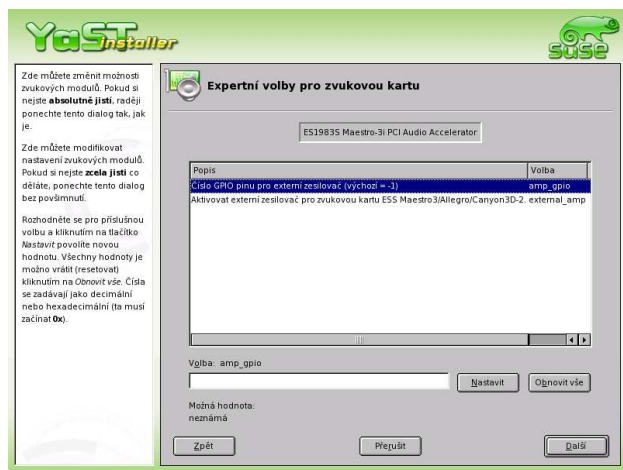 YaST installer
SUSE
Zde můžete změnit možnosti
zvukových modulů. Pokud si
nejste absolutně jistí, raději
ponechte tento dialog tak, jak
je.
Zde můžete modifikovat
nastavení zvukových modulů.
Pokud si nejste zcela jisti co
děláte, ponechte tento dialog
bez povšimnutí.
Rozhodněte se pro příslušnou
volbu a kliknutím na tlačítko
Nastavit povolíte novou
hodnotu. Všechny hodnoty je
možno vrátit (resetovat)
kliknutím na Obnovit vše. Čísla
se zadávají jako decimální
nebo hexadecimální (ta musí
začínat 0x).
Expertní volby pro zvukovou kartu
ES1983S Maestro-3i PCI Audio Accelerator
Popis Volba
Číslo GPIO pinu pro externí zesilovač (výchozí = -1) amp_gpio
Aktivovat externí zesilovač pro zvukovou kartu ESS Maestro3/Allegro/Canyon3D-2. external_amp
Volba: amp_gpio
Nastavit Obnovit vše
Možná hodnota:
neznámá
Zpět Přerušit Další